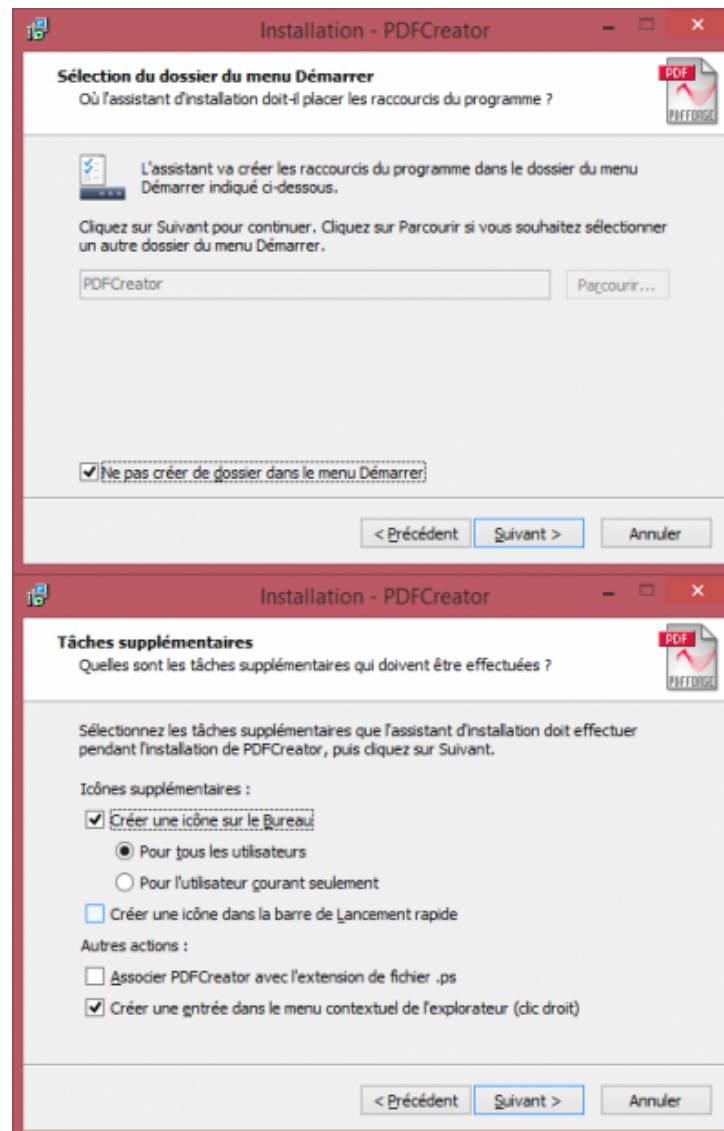 Installation - PDFCreator
Sélection du dossier du menu Démarrer
Où l'assistant d'installation doit-il placer les raccourcis du programme ?
PDF
PDFFORGE
L'assistant va créer les raccourcis du programme dans le dossier du menu
Démarrer indiqué ci-dessous.
Cliquez sur Suivant pour continuer. Cliquez sur Parcourir si vous souhaitez sélectionner
un autre dossier du menu Démarrer.
PDFCreator
Parcourir...
Ne pas créer de dossier dans le menu Démarrer
< Précédent
Suivant >
Annuler
Installation - PDFCreator
Tâches supplémentaires
Quelles sont les tâches supplémentaires qui doivent être effectuées ?
PDF
PDFFORGE
Sélectionnez les tâches supplémentaires que l'assistant d'installation doit effectuer
pendant l'installation de PDFCreator, puis cliquez sur Suivant.
Icônes supplémentaires :
Créer une icône sur le Bureau
Pour tous les utilisateurs
Pour l'utilisateur courant seulement
Créer une icône dans la barre de Lancement rapide
Autres actions :
Associer PDFCreator avec l'extension de fichier .ps
Créer une entrée dans le menu contextuel de l'explorateur (clic droit)
< Précédent
Suivant >
Annuler